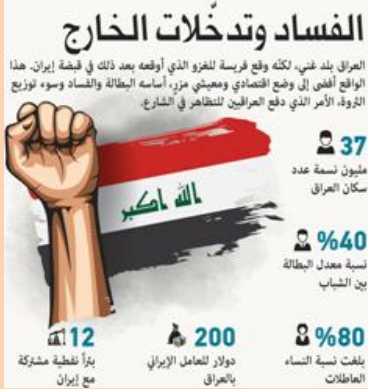 الفساد وتدخّلات الخارج
العراق بلد غني، لكنّه وقع فريسة للغزو الذي أوقعه بعد ذلك في قبضة إيران. هذا
الواقع أفضى إلى وضع اقتصادي ومعيشي مزرٍ، أساسه البطالة والفساد وسوء توزيع
الثروة، الأمر الذي دفع العراقيين للتظاهر في الشارع.
37
مليون نسمة عدد
سكان العراق
الله اكبر
%40
نسبة معدل البطالة
بين الشباب
%80
بلغت نسبة النساء
العاطلات
200
دولار للعامل الإيراني
بالعراق
12
بئراً نفطية مشتركة
مع إيران